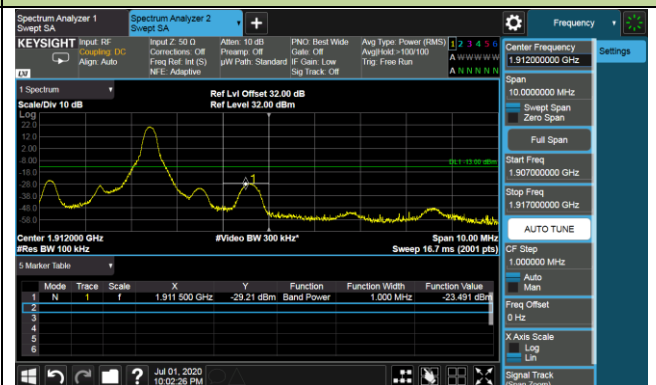 Spectrum Analyzer 1
Swept SA
Spectrum Analyzer 2
Swept SA
Frequency
KEYSIGHT
Input: RF
Coupling: DC
Align: Auto
Input Z: 50 Ω
Corrections: Off
Freq Ref: Int (S)
NFE: Adaptive
Atten: 10 dB
Preamp: Off
µW Path: Standard
PNO: Best Wide
Gate: Off
IF Gain: Low
Sig Track: Off
Avg Type: Power (RMS)
Avg|Hold:>100/100
Trig: Free Run
1 2 3 4 5 6
A W W W W W
A N N N N N
LXI
1 Spectrum
Scale/Div 10 dB
Ref Lvl Offset 32.00 dB
Ref Level 32.00 dBm
Log
22.0
12.0
2.00
-8.00
-18.0
-28.0
-38.0
-48.0
-58.0
DL1 -13.00 dBm
1
Center 1.9120000 GHz
#Res BW 100 kHz
#Video BW 300 kHz*
Span 10.00 MHz
Sweep 16.7 ms (2001 pts)
5 Marker Table
Mode Trace Scale X Y Function Function Width Function Value
1 N 1 f 1.911 500 GHz -29.21 dBm Band Power 1.000 MHz -23.491 dBm
2
3
4
5
6
Jul 01, 2020
10:02:26 PM
Center Frequency
1.912000000 GHz
Settings
Span
10.0000000 MHz
Swept Span
Zero Span
Full Span
Start Freq
1.907000000 GHz
Stop Freq
1.917000000 GHz
AUTO TUNE
CF Step
1.000000 MHz
Auto
Man
Freq Offset
0 Hz
X Axis Scale
Log
Lin
Signal Track
(Span Zoom)